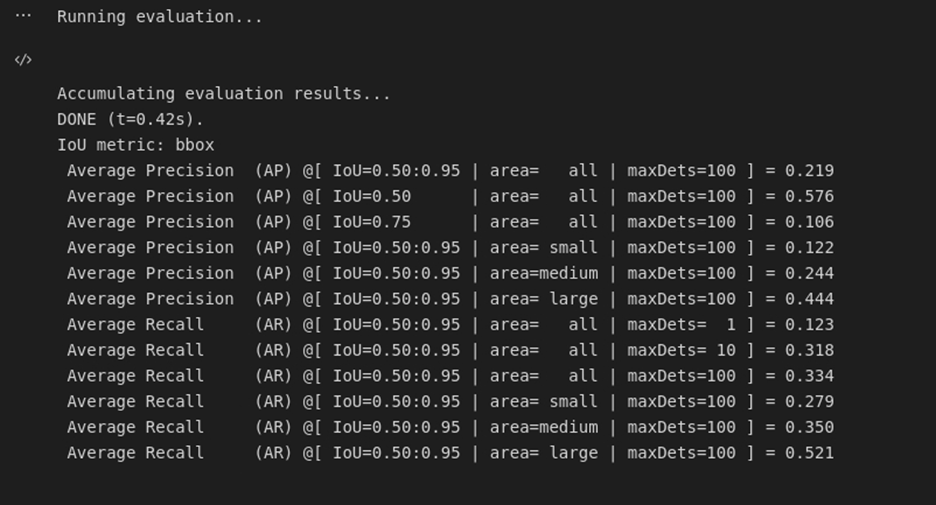 ... Running evaluation...
</>
Accumulating evaluation results...
DONE (t=0.42s).
IoU metric: bbox
 Average Precision  (AP) @[ IoU=0.50:0.95 | area=   all | maxDets=100 ] = 0.219
 Average Precision  (AP) @[ IoU=0.50      | area=   all | maxDets=100 ] = 0.576
 Average Precision  (AP) @[ IoU=0.75      | area=   all | maxDets=100 ] = 0.106
 Average Precision  (AP) @[ IoU=0.50:0.95 | area= small | maxDets=100 ] = 0.122
 Average Precision  (AP) @[ IoU=0.50:0.95 | area=medium | maxDets=100 ] = 0.244
 Average Precision  (AP) @[ IoU=0.50:0.95 | area= large | maxDets=100 ] = 0.444
 Average Recall     (AR) @[ IoU=0.50:0.95 | area=   all | maxDets=  1 ] = 0.123
 Average Recall     (AR) @[ IoU=0.50:0.95 | area=   all | maxDets= 10 ] = 0.318
 Average Recall     (AR) @[ IoU=0.50:0.95 | area=   all | maxDets=100 ] = 0.334
 Average Recall     (AR) @[ IoU=0.50:0.95 | area= small | maxDets=100 ] = 0.279
 Average Recall     (AR) @[ IoU=0.50:0.95 | area=medium | maxDets=100 ] = 0.350
 Average Recall     (AR) @[ IoU=0.50:0.95 | area= large | maxDets=100 ] = 0.521